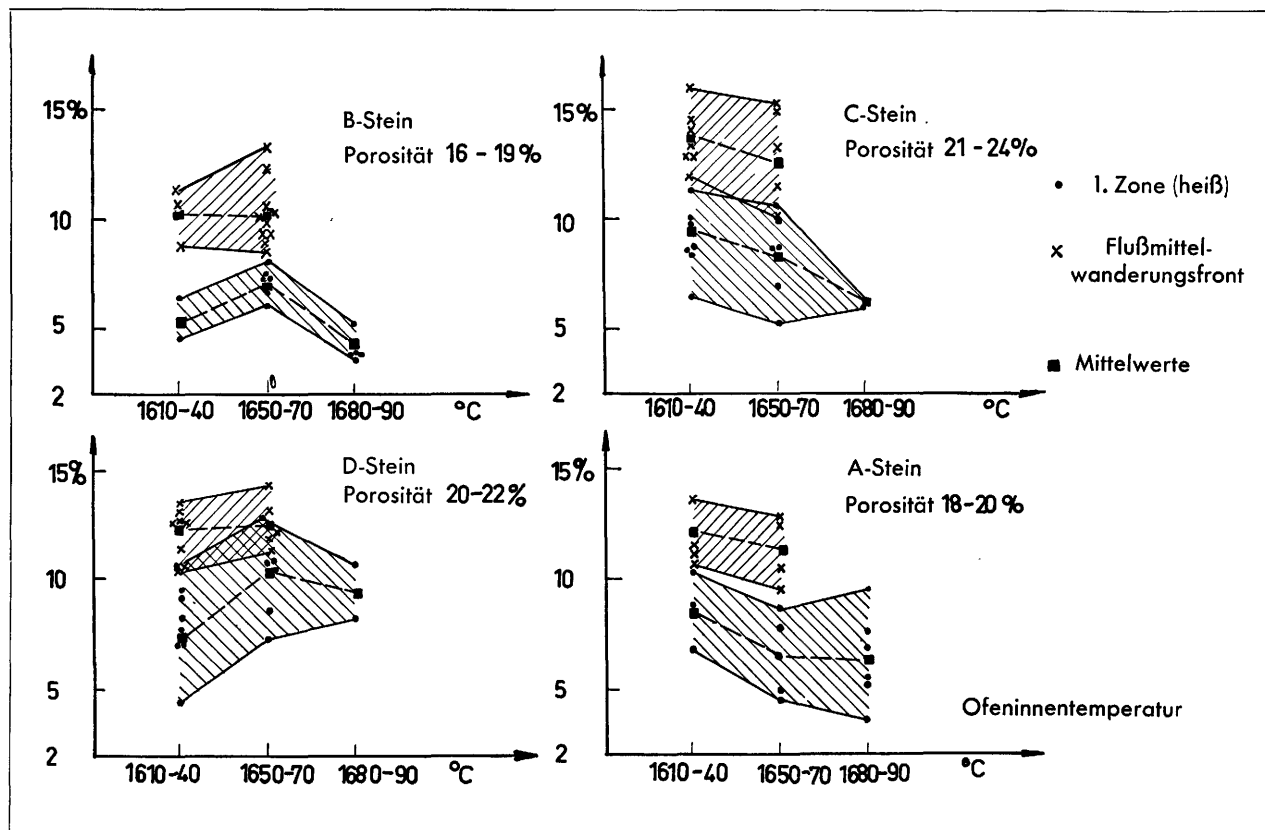 15%
10
5
2
B-Stein
Porosität 16 – 19%
1610–40 1650–70 1680–90 °C
15%
10
5
2
C-Stein
Porosität 21 – 24%
1610–40 1650–70 1680–90 °C
1. Zone (heiß)
Flußmittel-
wanderungsfront
Mittelwerte
15%
10
5
2
D-Stein
Porosität 20–22%
1610–40 1650–70 1680–90 °C
15%
10
5
2
A-Stein
Porosität 18–20 %
1610–40 1650–70 1680–90 °C
Ofeninnentemperatur